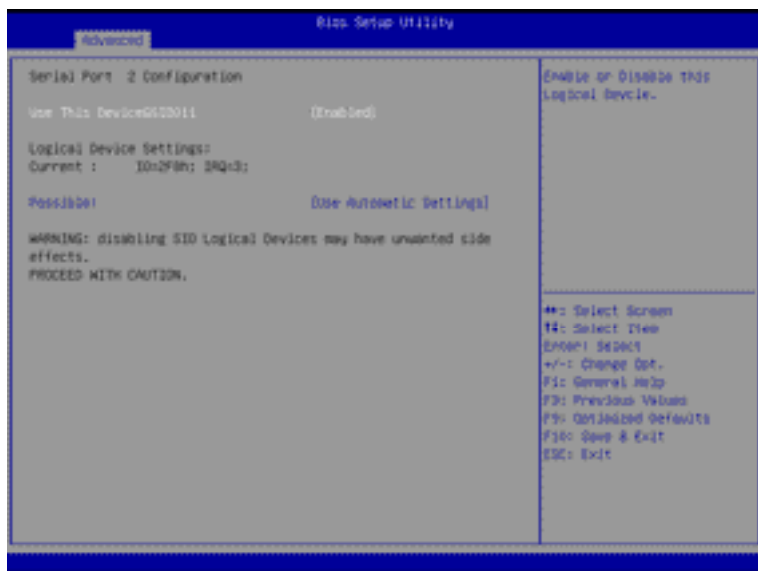 Bios Setup Utility
Advanced
Serial Port 2 Configuration
Use This Device [Enabled]
Logical Device Settings:
Current : IO=2F8h; IRQ=3;
Possible: [Use Automatic Settings]
WARNING: disabling SIO Logical Devices may have unwanted side
effects.
PROCEED WITH CAUTION.
Enable or Disable this
Logical Devcie.
: Select Screen
: Select Item
Enter: Select
+/-: Change Opt.
F1: General Help
Previous Values
F9: Optimized Defaults
F10: Save & Exit
ESC: Exit